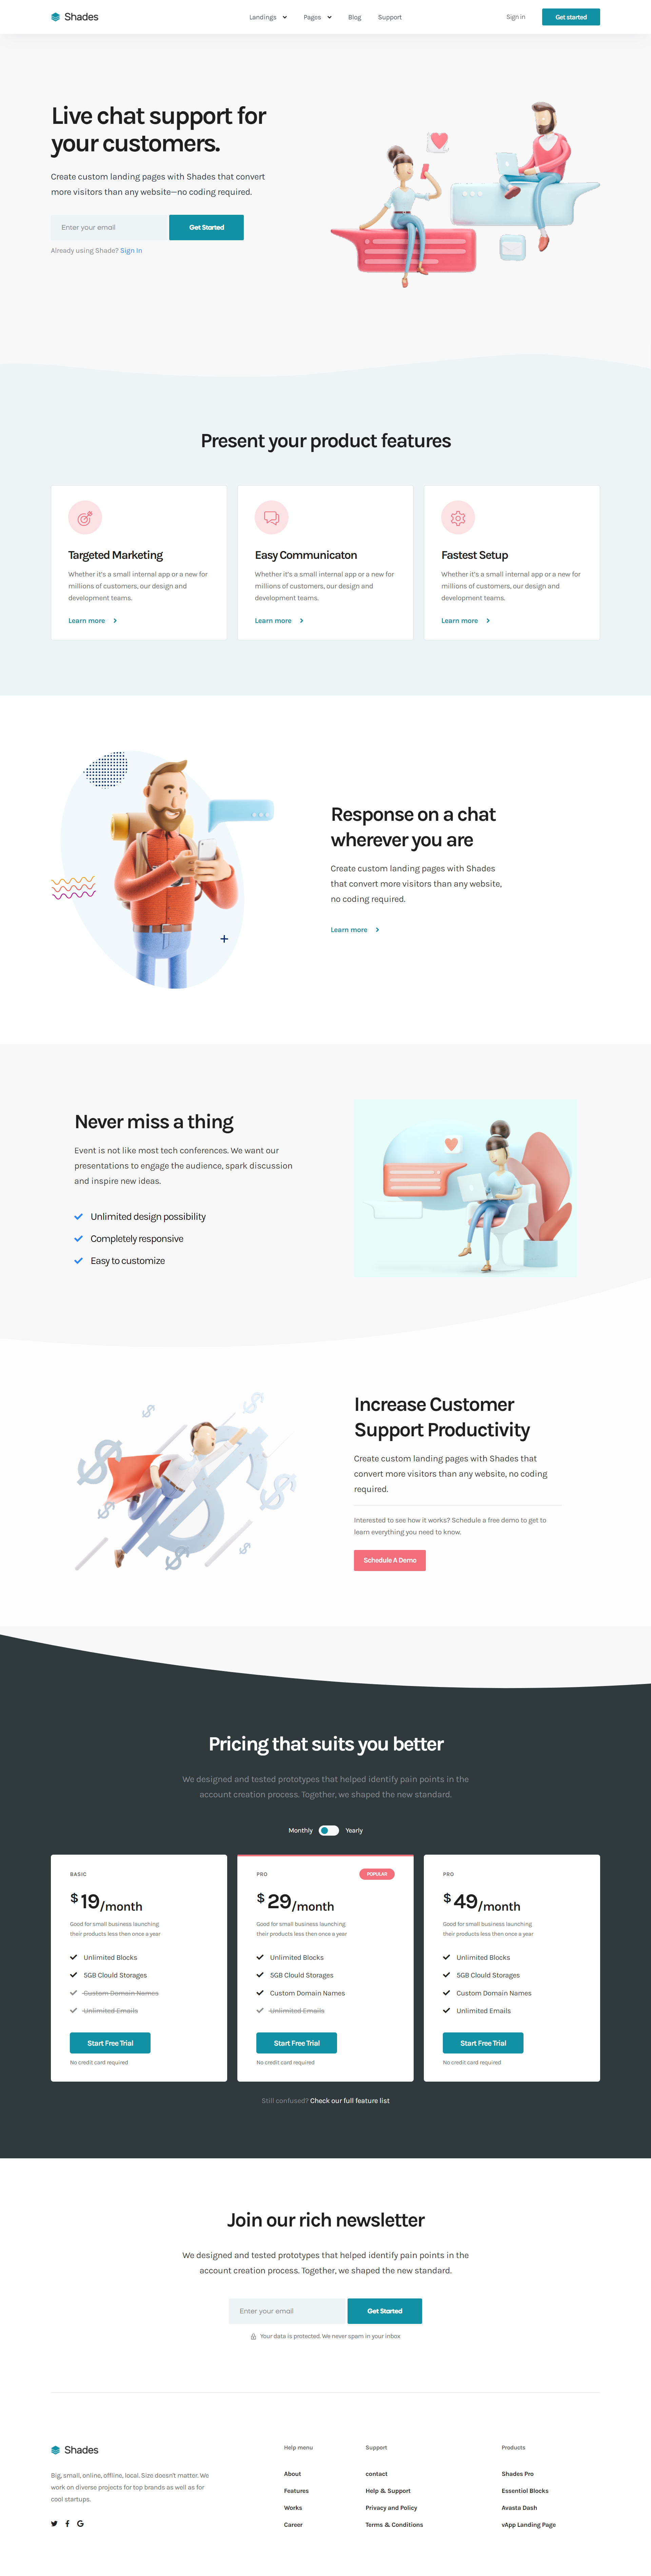 Shades
Landings
Pages
Blog
Support
Sign in
Get started
Live chat support for
your customers.
Create custom landing pages with Shades that convert
more visitors than any website—no coding required.
Enter your email
Get Started
Already using Shade? Sign In
Present your product features
Targeted Marketing
Whether it's a small internal app or a new for
millions of customers, our design and
development teams.
Learn more
Easy Communicaton
Whether it's a small internal app or a new for
millions of customers, our design and
development teams.
Learn more
Fastest Setup
Whether it's a small internal app or a new for
millions of customers, our design and
development teams.
Learn more
Response on a chat
wherever you are
Create custom landing pages with Shades
that convert more visitors than any website,
no coding required.
Learn more
Never miss a thing
Event is not like most tech conferences. We want our
presentations to engage the audience, spark discussion
and inspire new ideas.
Unlimited design possibility
Completely responsive
Easy to customize
Increase Customer
Support Productivity
Create custom landing pages with Shades that
convert more visitors than any website, no coding
required.
Interested to see how it works? Schedule a free demo to get to
learn everything you need to know.
Schedule A Demo
Pricing that suits you better
We designed and tested prototypes that helped identify pain points in the
account creation process. Together, we shaped the new standard.
Monthly
Yearly
BASIC
$19/month
Good for small business launching
their products less then once a year
Unlimited Blocks
5GB Clould Storages
Custom Domain Names
Unlimited Emails
Start Free Trial
No credit card required
PRO
POPULAR
$29/month
Good for small business launching
their products less then once a year
Unlimited Blocks
5GB Clould Storages
Custom Domain Names
Unlimited Emails
Start Free Trial
No credit card required
PRO
$49/month
Good for small business launching
their products less then once a year
Unlimited Blocks
5GB Clould Storages
Custom Domain Names
Unlimited Emails
Start Free Trial
No credit card required
Still confused? Check our full feature list
Join our rich newsletter
We designed and tested prototypes that helped identify pain points in the
account creation process. Together, we shaped the new standard.
Enter your email
Get Started
Your data is protected. We never spam in your inbox
Shades
Big, small, online, offline, local. Size doesn't matter. We
work on diverse projects for top brands as well as for
cool startups.
Help menu
About
Features
Works
Career
Support
contact
Help & Support
Privacy and Policy
Terms & Conditions
Products
Shades Pro
Essentiol Blocks
Avasta Dash
vApp Landing Page